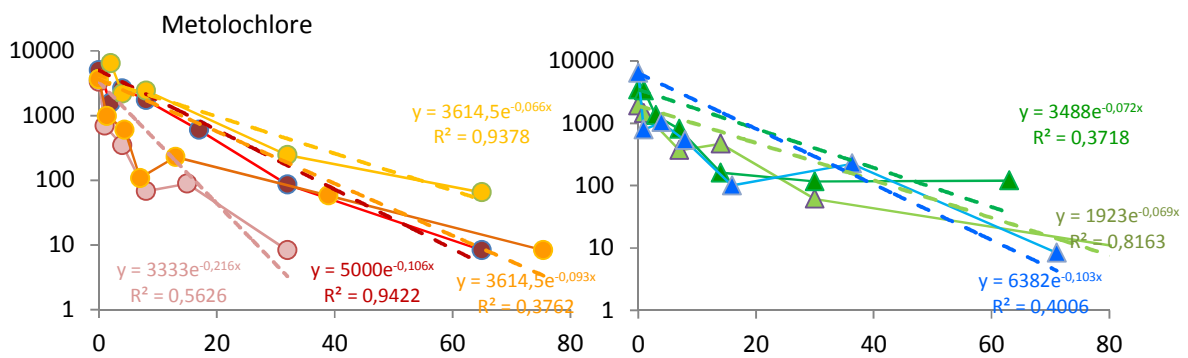 Metolochlore
10000
1000
100
10
1
0
20
40
60
80
y = 3614,5e^-0,066x
R² = 0,9378
y = 3333e^-0,216x
R² = 0,5626
y = 5000e^-0,106x
R² = 0,9422
y = 3614,5e^-0,093x
R² = 0,3762
10000
1000
100
10
1
0
20
40
60
80
y = 3488e^-0,072x
R² = 0,3718
y = 1923e^-0,069x
R² = 0,8163
y = 6382e^-0,103x
R² = 0,4006